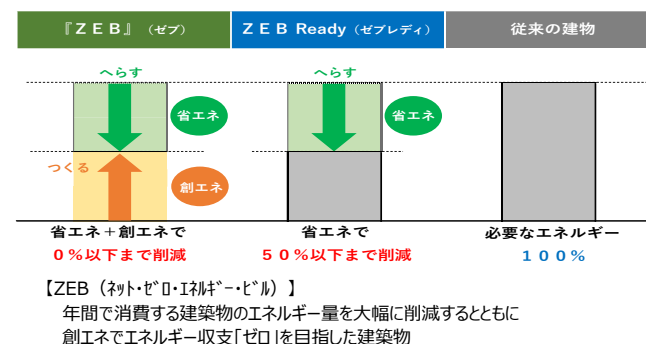 『ＺＥＢ』（ゼブ）
ＺＥＢ Ready（ゼブレディ）
従来の建物
へらす
へらす
省エネ
省エネ
つくる
創エネ
省エネ＋創エネで
０％以下まで削減
省エネで
５０％以下まで削減
必要なエネルギー
１００％
【ZEB（ﾈｯﾄ･ｾﾞﾛ･ｴﾈﾙｷﾞｰ･ﾋﾞﾙ）】
年間で消費する建築物のエネルギー量を大幅に削減するとともに
創エネでエネルギー収支「ゼロ」を目指した建築物